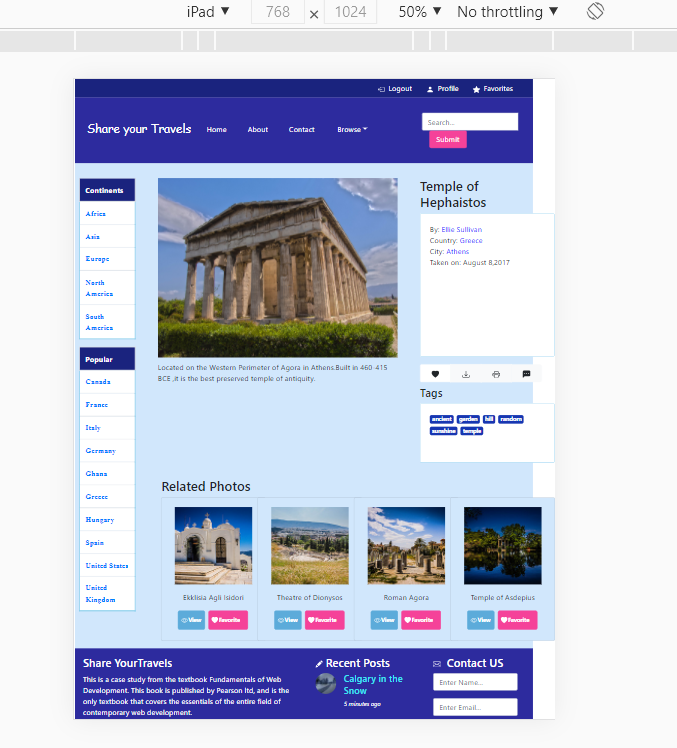 iPad ▼ 768 × 1024 50% ▼ No throttling ▼
Logout Profile Favorites
Share your Travels Home About Contact Browse
Search...
Submit
Continents
Africa
Asia
Europe
North
America
South
America
Popular
Canada
France
Italy
Germany
Ghana
Greece
Hungary
Spain
United States
United
Kingdom
Located on the Western Perimeter of Agora in Athens.Built in 460-415
BCE ,it is the best preserved temple of antiquity.
Temple of
Hephaistos
By: Ellie Sullivan
Country: Greece
City: Athens
Taken on: August 8,2017
Tags
ancient garden hill random
sunshine temple
Related Photos
Ekklisia Agii Isidori Theatre of Dionysos Roman Agora Temple of Asdepius
View Favorite View Favorite View Favorite View Favorite
Share YourTravels
This is a case study from the textbook Fundamentals of Web
Development. This book is published by Pearson ltd, and is the
only textbook that covers the essentials of the entire field of
contemporary web development.
Recent Posts
Calgary in the
Snow
5 minutes ago
Contact US
Enter Name...
Enter Email...